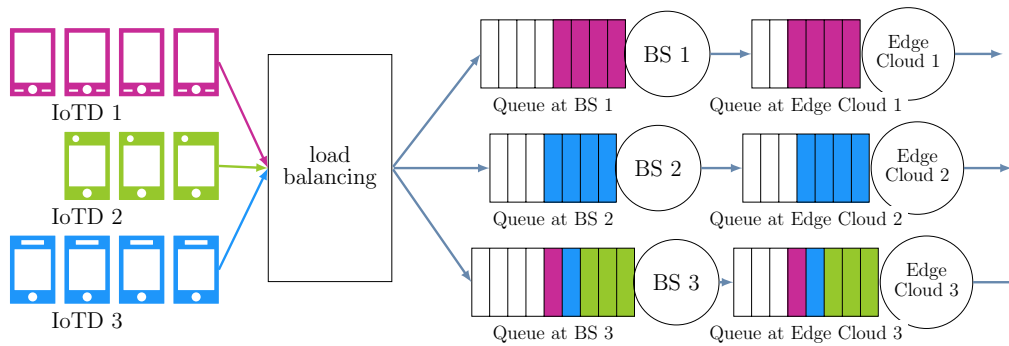 IoTD 1
IoTD 2
IoTD 3
load
balancing
BS 1
Queue at BS 1
Edge
Cloud 1
Queue at Edge Cloud 1
BS 2
Queue at BS 2
Edge
Cloud 2
Queue at Edge Cloud 2
BS 3
Queue at BS 3
Edge
Cloud 3
Queue at Edge Cloud 3